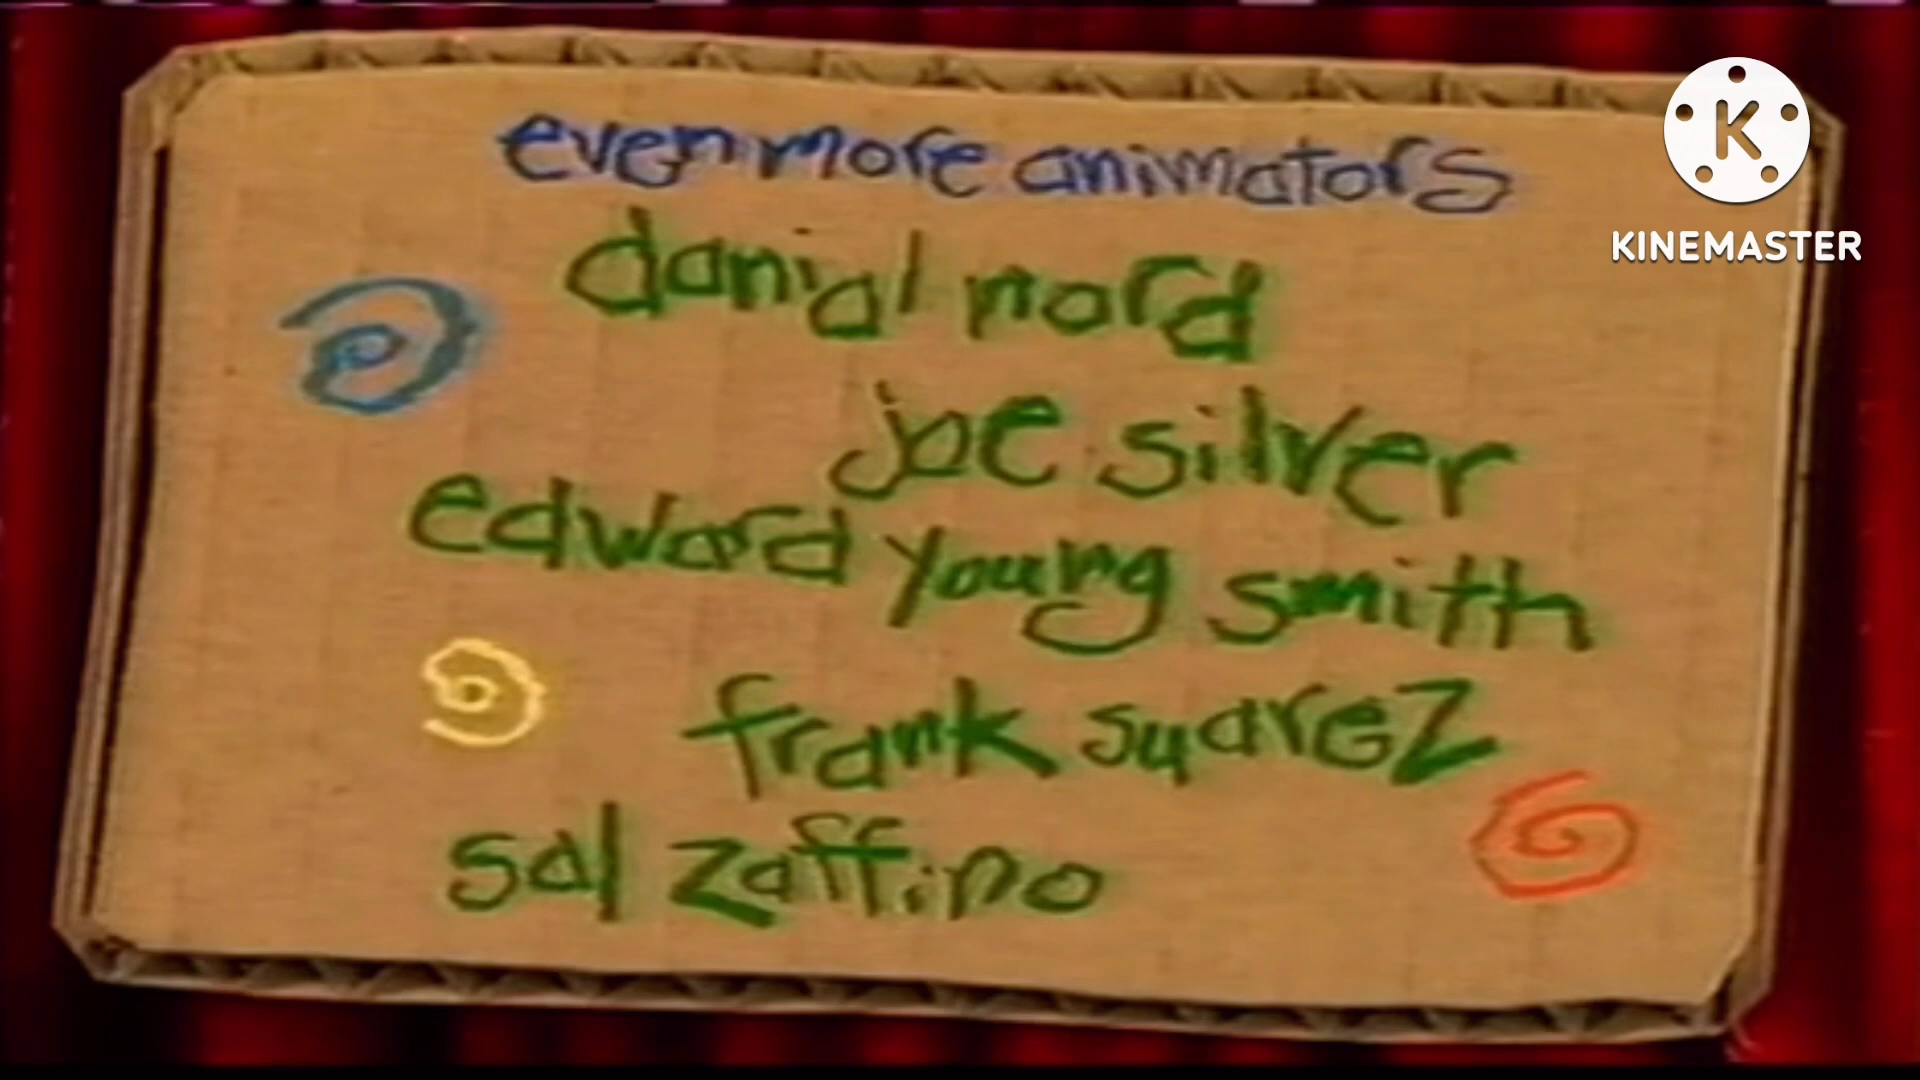 even more animators
danial nord
joe silver
edward young smith
frank suarez
sal zaffino
K
KINEMASTER